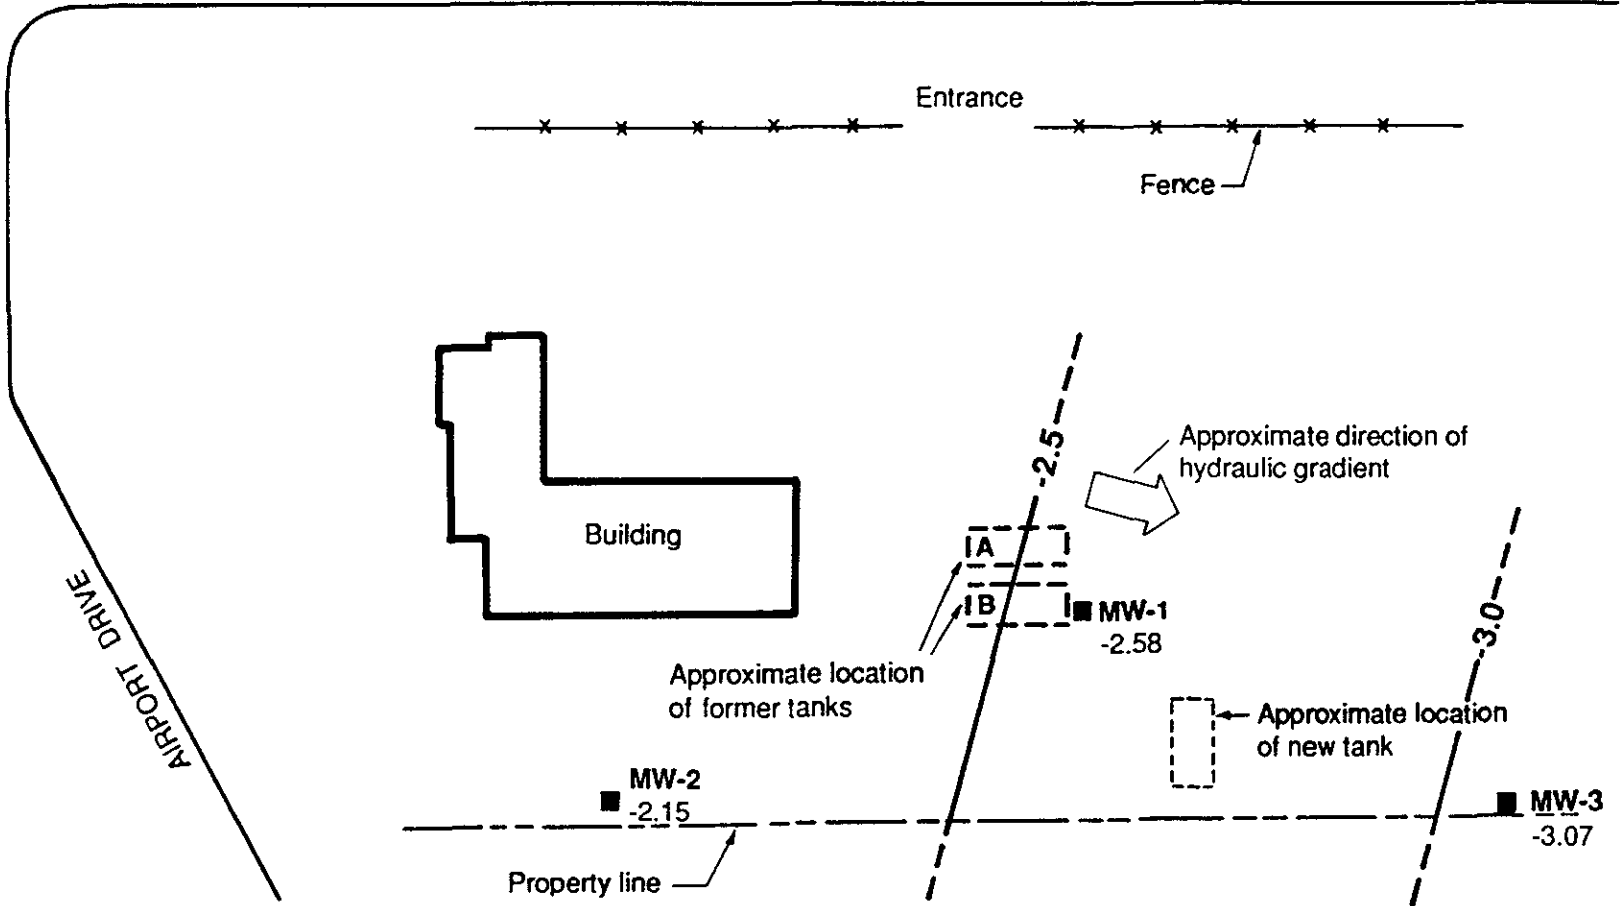 Entrance
Fence
-2.5
Approximate direction of
hydraulic gradient
A
Building
B
MW-1
-2.58
AIRPORT DRIVE
-3.0
Approximate location
of former tanks
Approximate location
of new tank
MW-2
-2.15
MW-3
-3.07
Property line